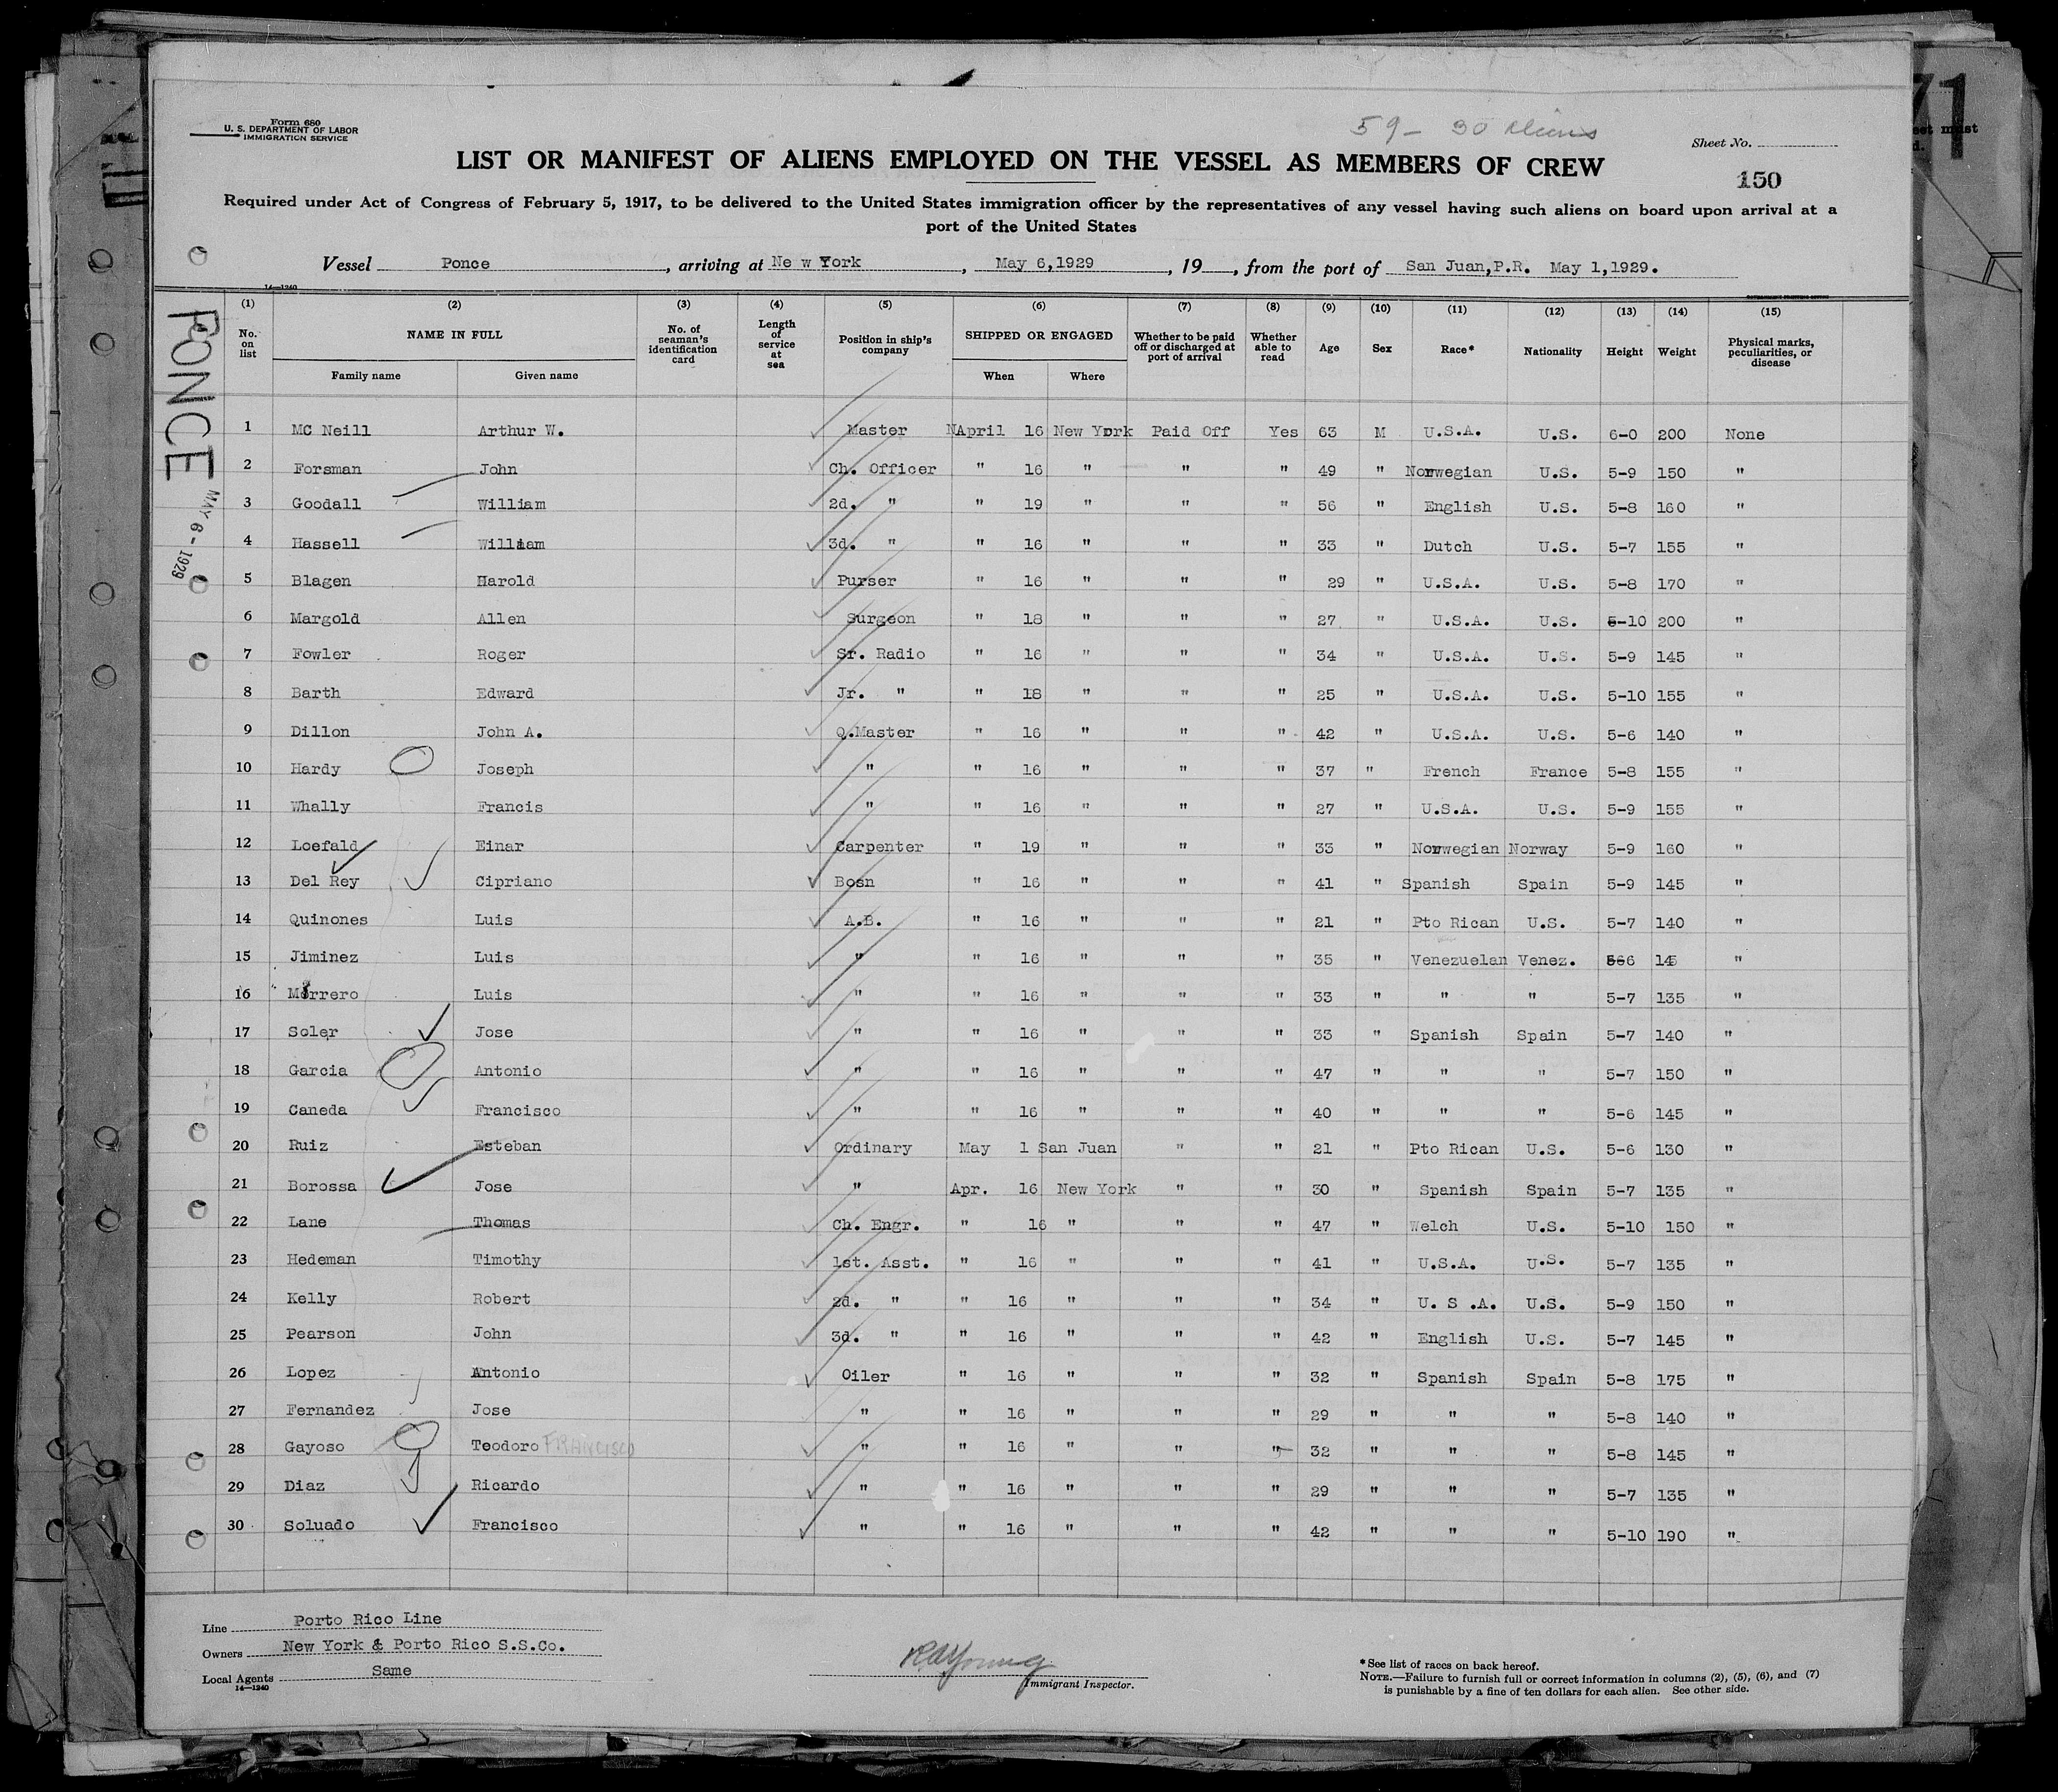 Form 680
U. S. DEPARTMENT OF LABOR
IMMIGRATION SERVICE
59 - 30 Aliens
Sheet No.
150
71
LIST OR MANIFEST OF ALIENS EMPLOYED ON THE VESSEL AS MEMBERS OF CREW
Required under Act of Congress of February 5, 1917, to be delivered to the United States immigration officer by the representatives of any vessel having such aliens on board upon arrival at a
port of the United States
Vessel Ponce, arriving at Ne w York, May 6,1929, 19__, from the port of San Juan,P.R. May 1,1929.
14—1240
PONCE
MAY 6 - 1929
(1) (2) (3) (4) (5) (6) (7) (8) (9) (10) (11) (12) (13) (14) (15)
No. on list | NAME IN FULL | No. of seaman's identification card | Length of service at sea | Position in ship's company | SHIPPED OR ENGAGED | Whether to be paid off or discharged at port of arrival | Whether able to read | Age | Sex | Race* | Nationality | Height | Weight | Physical marks, peculiarities, or disease
Family name | Given name | When | Where
1 MC Neill Arthur W. Master April 16 New York Paid Off Yes 63 M U.S.A. U.S. 6-0 200 None
2 Forsman John Ch. Officer " 16 " " " 49 " Norwegian U.S. 5-9 150 "
3 Goodall William 2d. " " 19 " " " 56 " English U.S. 5-8 160 "
4 Hassell William 3d. " " 16 " " " 33 " Dutch U.S. 5-7 155 "
5 Blagen Harold Purser " 16 " " " 29 " U.S.A. U.S. 5-8 170 "
6 Margold Allen Surgeon " 18 " " " 27 " U.S.A. U.S. 5-10 200 "
7 Fowler Roger Sr. Radio " 16 " " " 34 " U.S.A. U.S. 5-9 145 "
8 Barth Edward Jr. " " 18 " " " 25 " U.S.A. U.S. 5-10 155 "
9 Dillon John A. Q.Master " 16 " " " 42 " U.S.A. U.S. 5-6 140 "
10 Hardy Joseph " " 16 " " " 37 " French France 5-8 155 "
11 Whally Francis " " 16 " " " 27 " U.S.A. U.S. 5-9 155 "
12 Loefald Einar Carpenter " 19 " " " 33 " Norwegian Norway 5-9 160 "
13 Del Rey Cipriano Bosn " 16 " " " 41 " Spanish Spain 5-9 145 "
14 Quinones Luis A.B. " 16 " " " 21 " Pto Rican U.S. 5-7 140 "
15 Jiminez Luis " " 16 " " " 35 " Venezuelan Venez. 145 "
16 Marrero Luis " " 16 " " " 33 " " " 5-7 135 "
17 Soler Jose " " 16 " " " 33 " Spanish Spain 5-7 140 "
18 Garcia Antonio " " 16 " " " 47 " " " 5-7 150 "
19 Caneda Francisco " " 16 " " " 40 " " " 5-6 145 "
20 Ruiz Esteban Ordinary May 1 San Juan " " 21 " Pto Rican U.S. 5-6 130 "
21 Borossa Jose " Apr. 16 New York " " 30 " Spanish Spain 5-7 135 "
22 Lane Thomas Ch. Engr. " 16 " " " 47 " Welch U.S. 5-10 150 "
23 Hedeman Timothy 1st. Asst. " 16 " " " 41 " U.S.A. U.S. 5-7 135 "
24 Kelly Robert 2d. " " 16 " " " 34 " U. S .A. U.S. 5-9 150 "
25 Pearson John 3d. " " 16 " " " 42 " English U.S. 5-7 145 "
26 Lopez Antonio Oiler " 16 " " " 32 " Spanish Spain 5-8 175 "
27 Fernandez Jose " " 16 " " " 29 " " " 5-8 140 "
28 Gayoso Teodoro FRANCISCO " " 16 " " " 32 " " " 5-8 145 "
29 Diaz Ricardo " " 16 " " " 29 " " " 5-7 135 "
30 Soluado Francisco " " 16 " " " 42 " " " 5-10 190 "
Line Porto Rico Line
Owners New York & Porto Rico S.S.Co.
Local Agents Same
14—1240
RAYoung
Immigrant Inspector.
*See list of races on back hereof.
NOTE.—Failure to furnish full or correct information in columns (2), (5), (6), and (7)
is punishable by a fine of ten dollars for each alien. See other side.